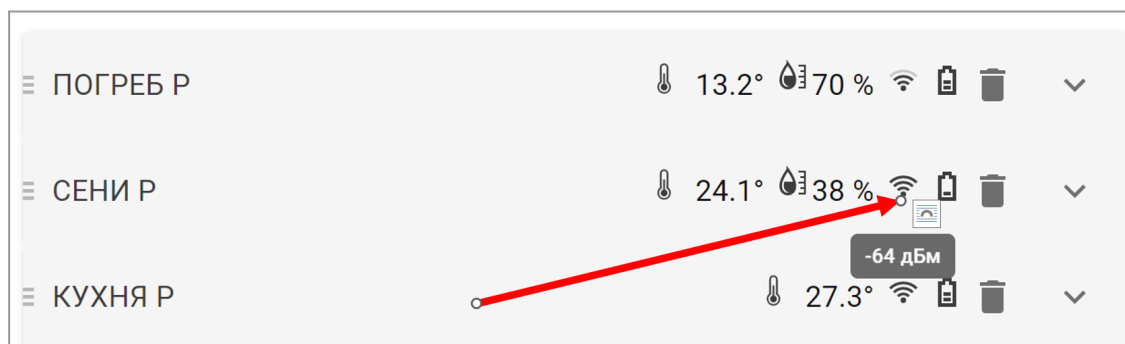 ПОГРЕБ Р 13.2° 70 %
СЕНИ Р 24.1° 38 %
-64 дБм
КУХНЯ Р 27.3°